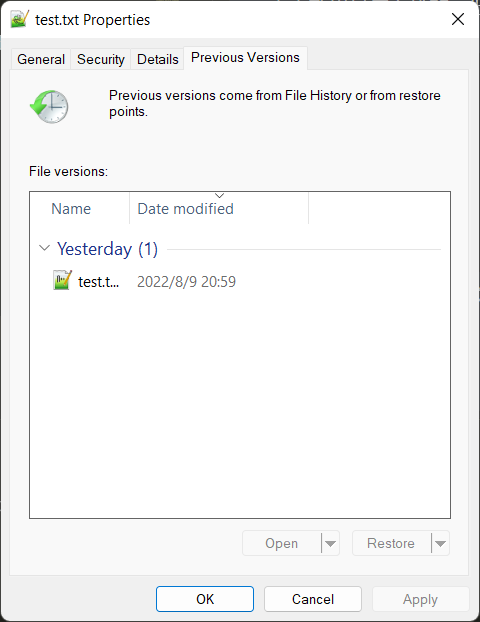 test.txt Properties
General Security Details Previous Versions
Previous versions come from File History or from restore
points.
File versions:
Name Date modified
Yesterday (1)
test.t... 2022/8/9 20:59
Open Restore
OK Cancel Apply